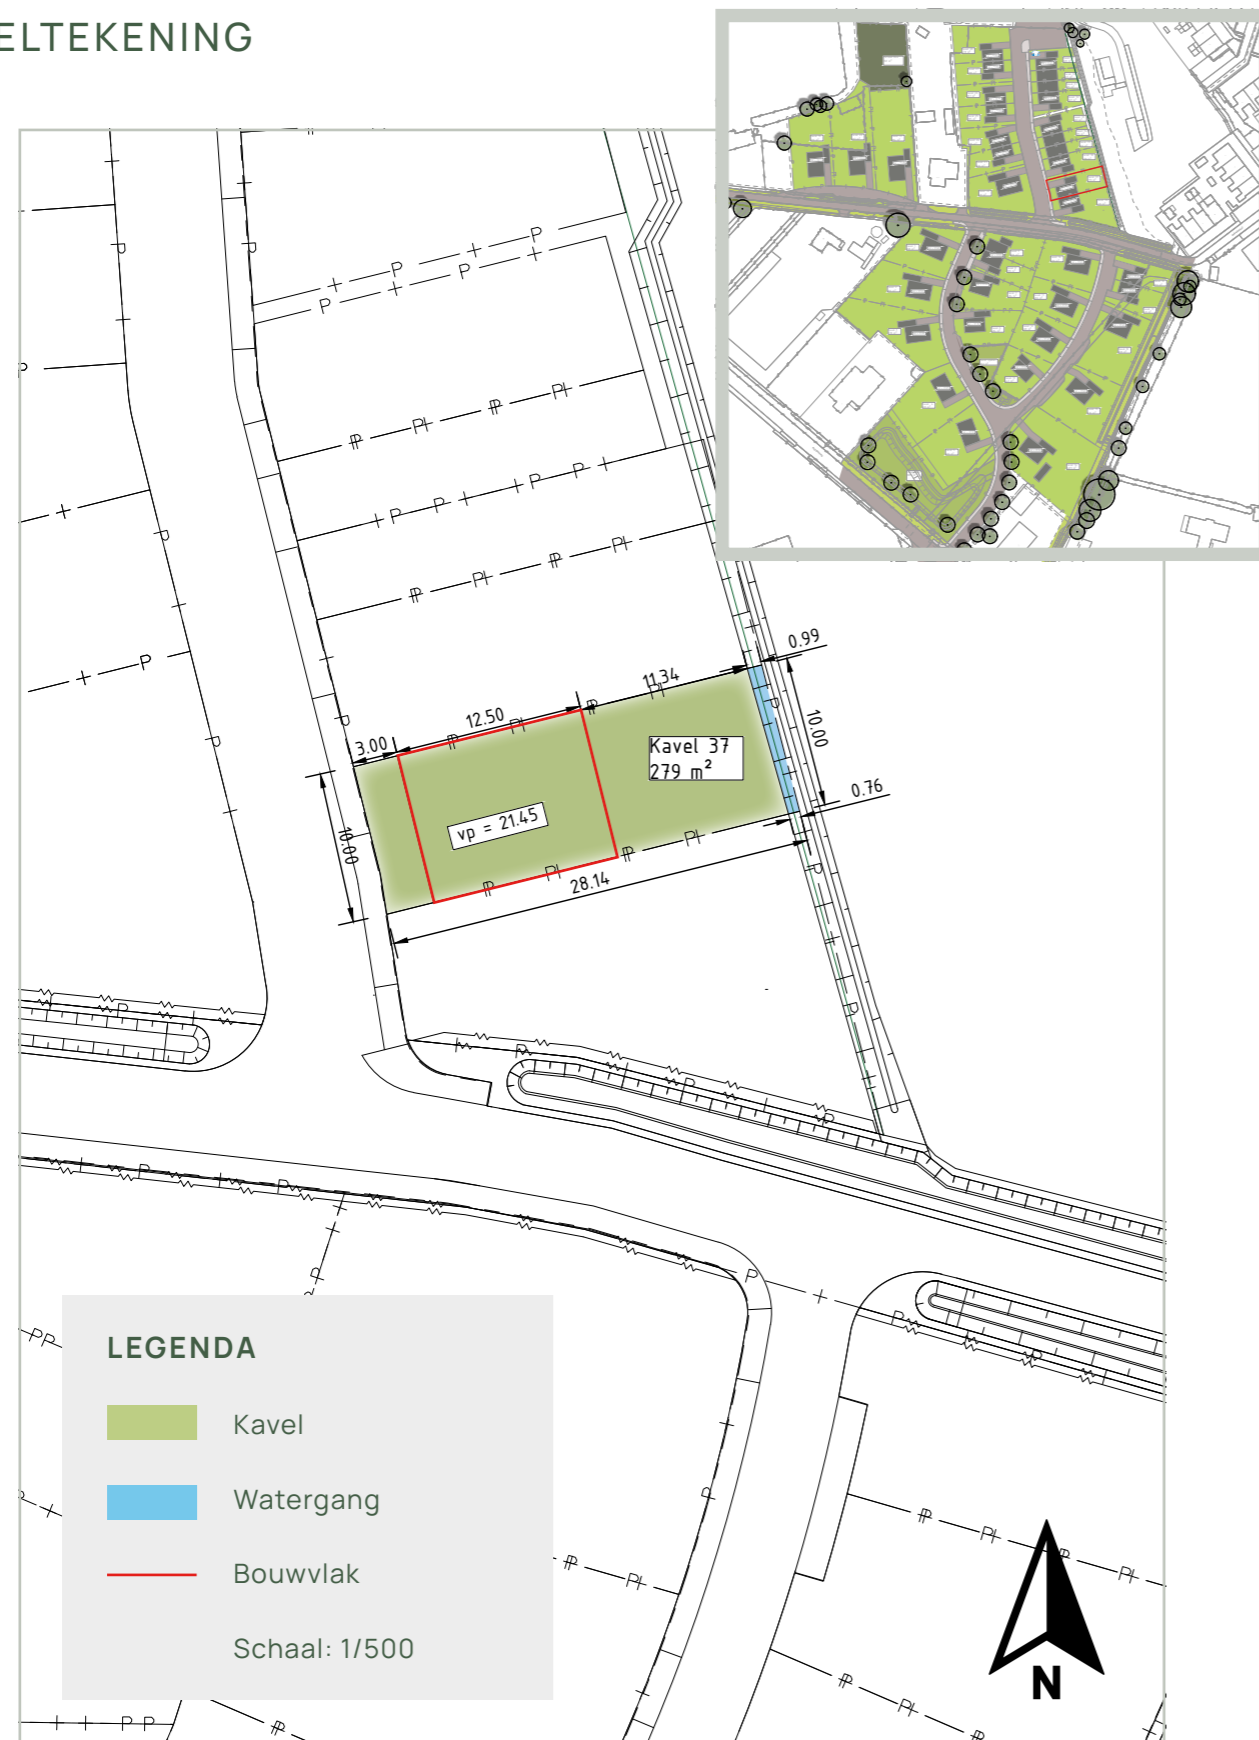 ELTEKENING
0.99
11.34
12.50
10.00
3.00
Kavel 37
279 m²
0.76
vp = 21.45
10.00
28.14
LEGENDA
Kavel
Watergang
Bouwvlak
Schaal: 1/500
N